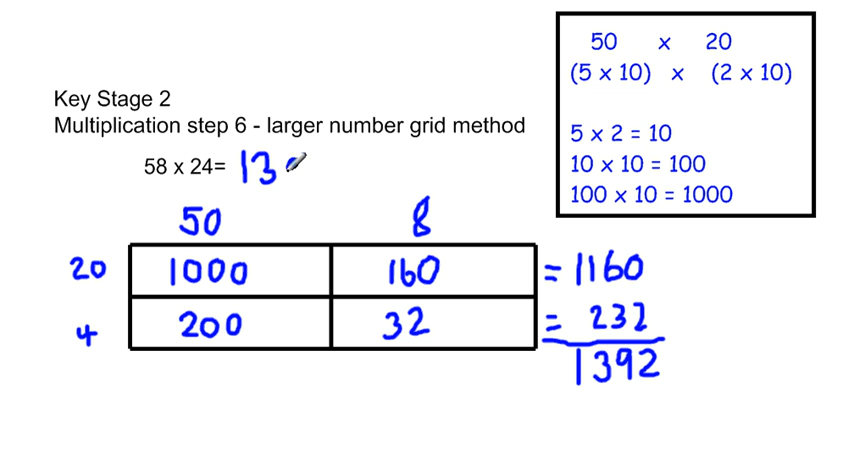 50 x 20
(5 x 10) x (2 x 10)
5 x 2 = 10
10 x 10 = 100
100 x 10 = 1000
Key Stage 2
Multiplication step 6 - larger number grid method
58 x 24= 13
50 8
20 1000 160 = 1160
4 200 32 = 232
1392